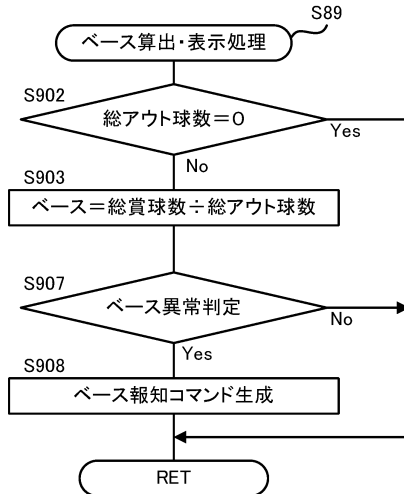 S89
ベース算出・表示処理
S902
総アウト球数=0
Yes
No
S903
ベース=総賞球数÷総アウト球数
S907
ベース異常判定
No
Yes
S908
ベース報知コマンド生成
RET